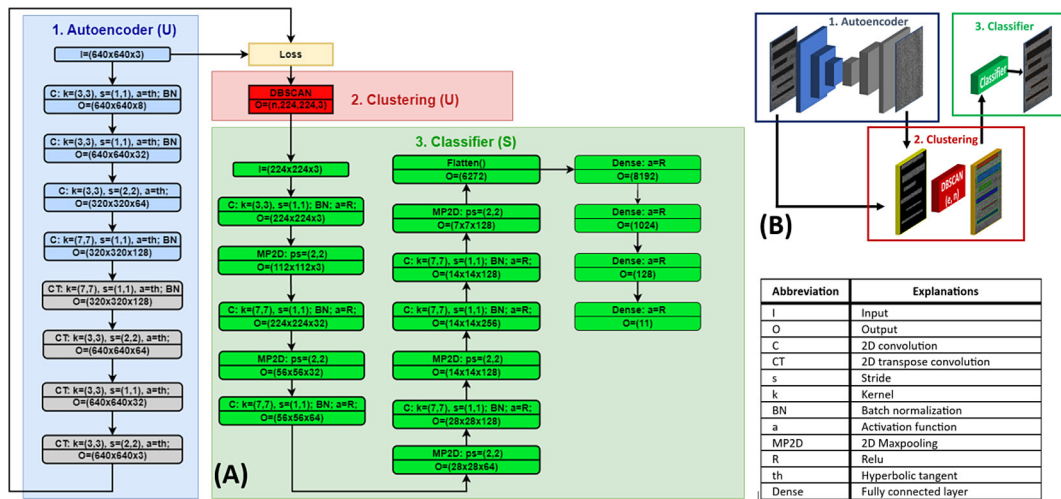 1. Autoencoder (U)
I=(640x640x3)
C: k=(3,3), s=(1,1), a=th; BN
O=(640x640x8)
C: k=(3,3), s=(1,1), a=th; BN
O=(640x640x32)
C: k=(3,3), s=(2,2), a=th;
O=(320x320x64)
C: k=(7,7), s=(1,1), a=th; BN
O=(320x320x128)
CT: k=(7,7), s=(1,1), a=th; BN
O=(320x320x128)
CT: k=(3,3), s=(2,2), a=th;
O=(640x640x64)
CT: k=(3,3), s=(1,1), a=th;
O=(640x640x32)
CT: k=(3,3), s=(2,2), a=th;
O=(640x640x3)
Loss
2. Clustering (U)
DBSCAN
O=(n,224,224,3)
3. Classifier (S)
I=(224x224x3)
C: k=(3,3), s=(1,1); BN; a=R;
O=(224x224x3)
MP2D: ps=(2,2)
O=(112x112x3)
C: k=(7,7), s=(1,1); BN; a=R;
O=(224x224x32)
MP2D: ps=(2,2)
O=(56x56x32)
C: k=(7,7), s=(1,1); BN; a=R;
O=(56x56x64)
Flatten()
O=(6272)
MP2D: ps=(2,2)
O=(7x7x128)
C: k=(7,7), s=(1,1); BN; a=R;
O=(14x14x128)
C: k=(7,7), s=(1,1); BN; a=R;
O=(14x14x256)
MP2D: ps=(2,2)
O=(14x14x128)
C: k=(7,7), s=(1,1); BN; a=R;
O=(28x28x128)
MP2D: ps=(2,2)
O=(28x28x64)
Dense: a=R
O=(8192)
Dense: a=R
O=(1024)
Dense: a=R
O=(128)
Dense: a=R
O=(11)
(A)
1. Autoencoder
3. Classifier
Classifier
2. Clustering
DBSCAN
(e, n)
(B)
Abbreviation Explanations
I Input
O Output
C 2D convolution
CT 2D transpose convolution
s Stride
k Kernel
BN Batch normalization
a Activation function
MP2D 2D Maxpooling
R Relu
th Hyperbolic tangent
Dense Fully connected layer